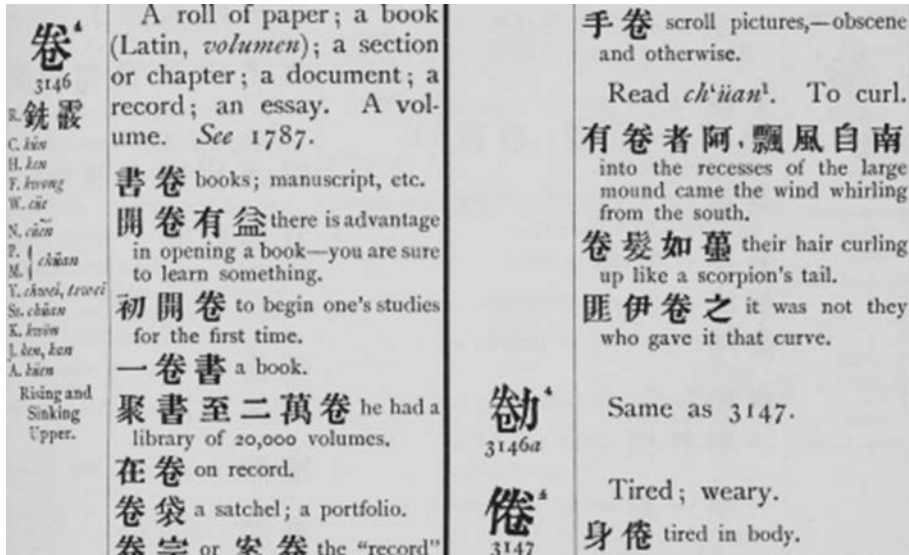 卷⁴
3146
R. 銑霰
C. kün
H. ken
F. kwong
W. cüe
N. cüen
P.
M. chüan
Y. chwei, tswei
Sz. chüan
K. kwön
J. ken, kan
A. küen
Rising and
Sinking
Upper.
A roll of paper; a book
(Latin, volumen); a section
or chapter; a document; a
record; an essay. A vol-
ume. See 1787.
書卷 books; manuscript, etc.
開卷有益 there is advantage
in opening a book—you are sure
to learn something.
初開卷 to begin one's studies
for the first time.
一卷書 a book.
聚書至二萬卷 he had a
library of 20,000 volumes.
在卷 on record.
卷袋 a satchel; a portfolio.
卷宗 or 案卷 the “record”
手卷 scroll pictures,—obscene
and otherwise.
Read ch‘üan¹. To curl.
有卷者阿，飄風自南
into the recesses of the large
mound came the wind whirling
from the south.
卷髮如蠆 their hair curling
up like a scorpion's tail.
匪伊卷之 it was not they
who gave it that curve.
勌⁴
3146a
Same as 3147.
倦⁴
3147
Tired; weary.
身倦 tired in body.